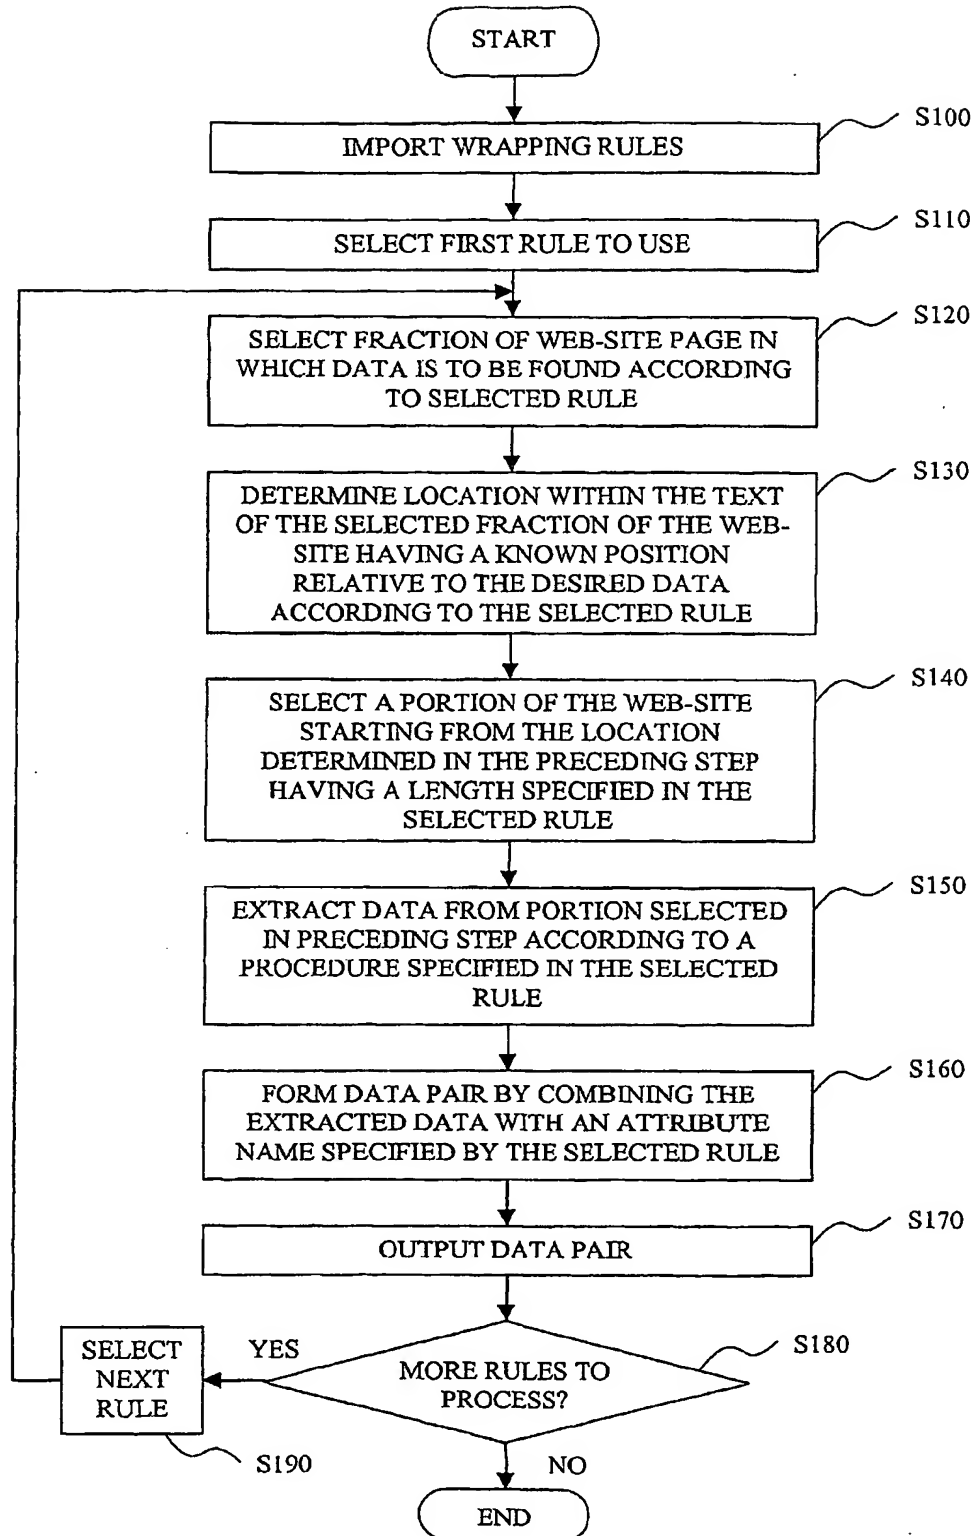 START
S100
IMPORT WRAPPING RULES
S110
SELECT FIRST RULE TO USE
S120
SELECT FRACTION OF WEB-SITE PAGE IN
WHICH DATA IS TO BE FOUND ACCORDING
TO SELECTED RULE
S130
DETERMINE LOCATION WITHIN THE TEXT
OF THE SELECTED FRACTION OF THE WEB-
SITE HAVING A KNOWN POSITION
RELATIVE TO THE DESIRED DATA
ACCORDING TO THE SELECTED RULE
S140
SELECT A PORTION OF THE WEB-SITE
STARTING FROM THE LOCATION
DETERMINED IN THE PRECEDING STEP
HAVING A LENGTH SPECIFIED IN THE
SELECTED RULE
S150
EXTRACT DATA FROM PORTION SELECTED
IN PRECEDING STEP ACCORDING TO A
PROCEDURE SPECIFIED IN THE SELECTED
RULE
S160
FORM DATA PAIR BY COMBINING THE
EXTRACTED DATA WITH AN ATTRIBUTE
NAME SPECIFIED BY THE SELECTED RULE
S170
OUTPUT DATA PAIR
S180
MORE RULES TO
PROCESS?
YES
SELECT
NEXT
RULE
S190
NO
END